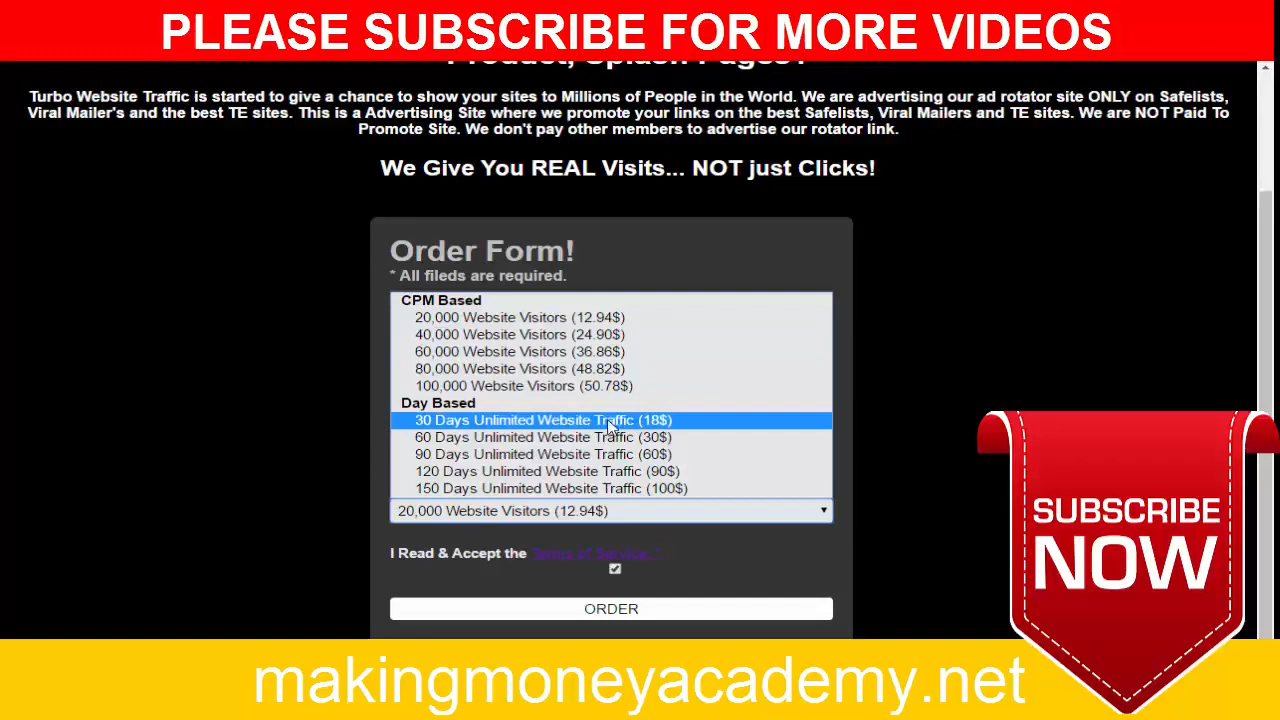 PLEASE SUBSCRIBE FOR MORE VIDEOS
Product, Splash Pages?
Turbo Website Traffic is started to give a chance to show your sites to Millions of People in the World. We are advertising our ad rotator site ONLY on Safelists,
Viral Mailer's and the best TE sites. This is a Advertising Site where we promote your links on the best Safelists, Viral Mailers and TE sites. We are NOT Paid To
Promote Site. We don't pay other members to advertise our rotator link.
We Give You REAL Visits... NOT just Clicks!
Order Form!
* All fileds are required.
CPM Based
20,000 Website Visitors (12.94$)
40,000 Website Visitors (24.90$)
60,000 Website Visitors (36.86$)
80,000 Website Visitors (48.82$)
100,000 Website Visitors (50.78$)
Day Based
30 Days Unlimited Website Traffic (18$)
60 Days Unlimited Website Traffic (30$)
90 Days Unlimited Website Traffic (60$)
120 Days Unlimited Website Traffic (90$)
150 Days Unlimited Website Traffic (100$)
20,000 Website Visitors (12.94$)
I Read & Accept the Terms of Service...
ORDER
SUBSCRIBE
NOW
makingmoneyacademy.net